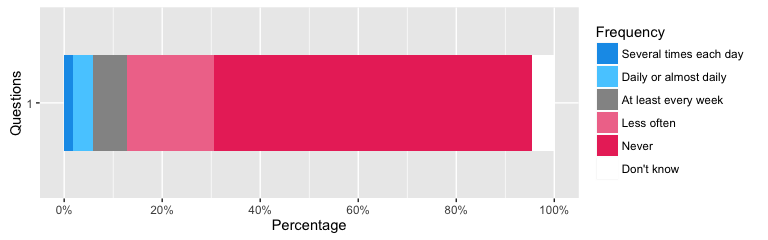 Frequency
Several times each day
Daily or almost daily
At least every week
Less often
Never
Don't know
Questions
1
0%
20%
40%
60%
80%
100%
Percentage